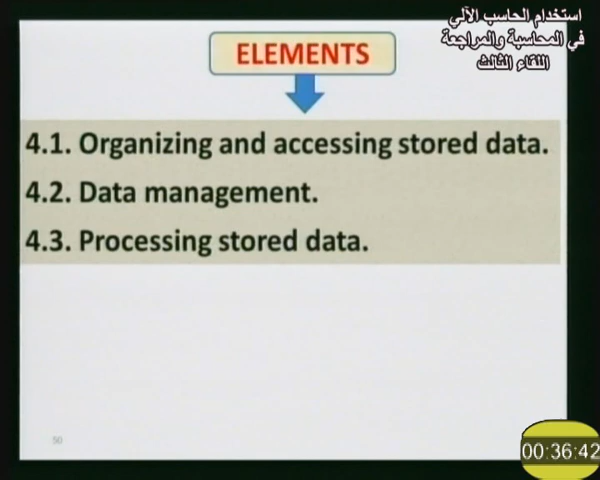 استخدام الحاسب الآلي
في المحاسبة والمراجعة
اللقاء الثالث
ELEMENTS
4.1. Organizing and accessing stored data.
4.2. Data management.
4.3. Processing stored data.
50
00:36:42